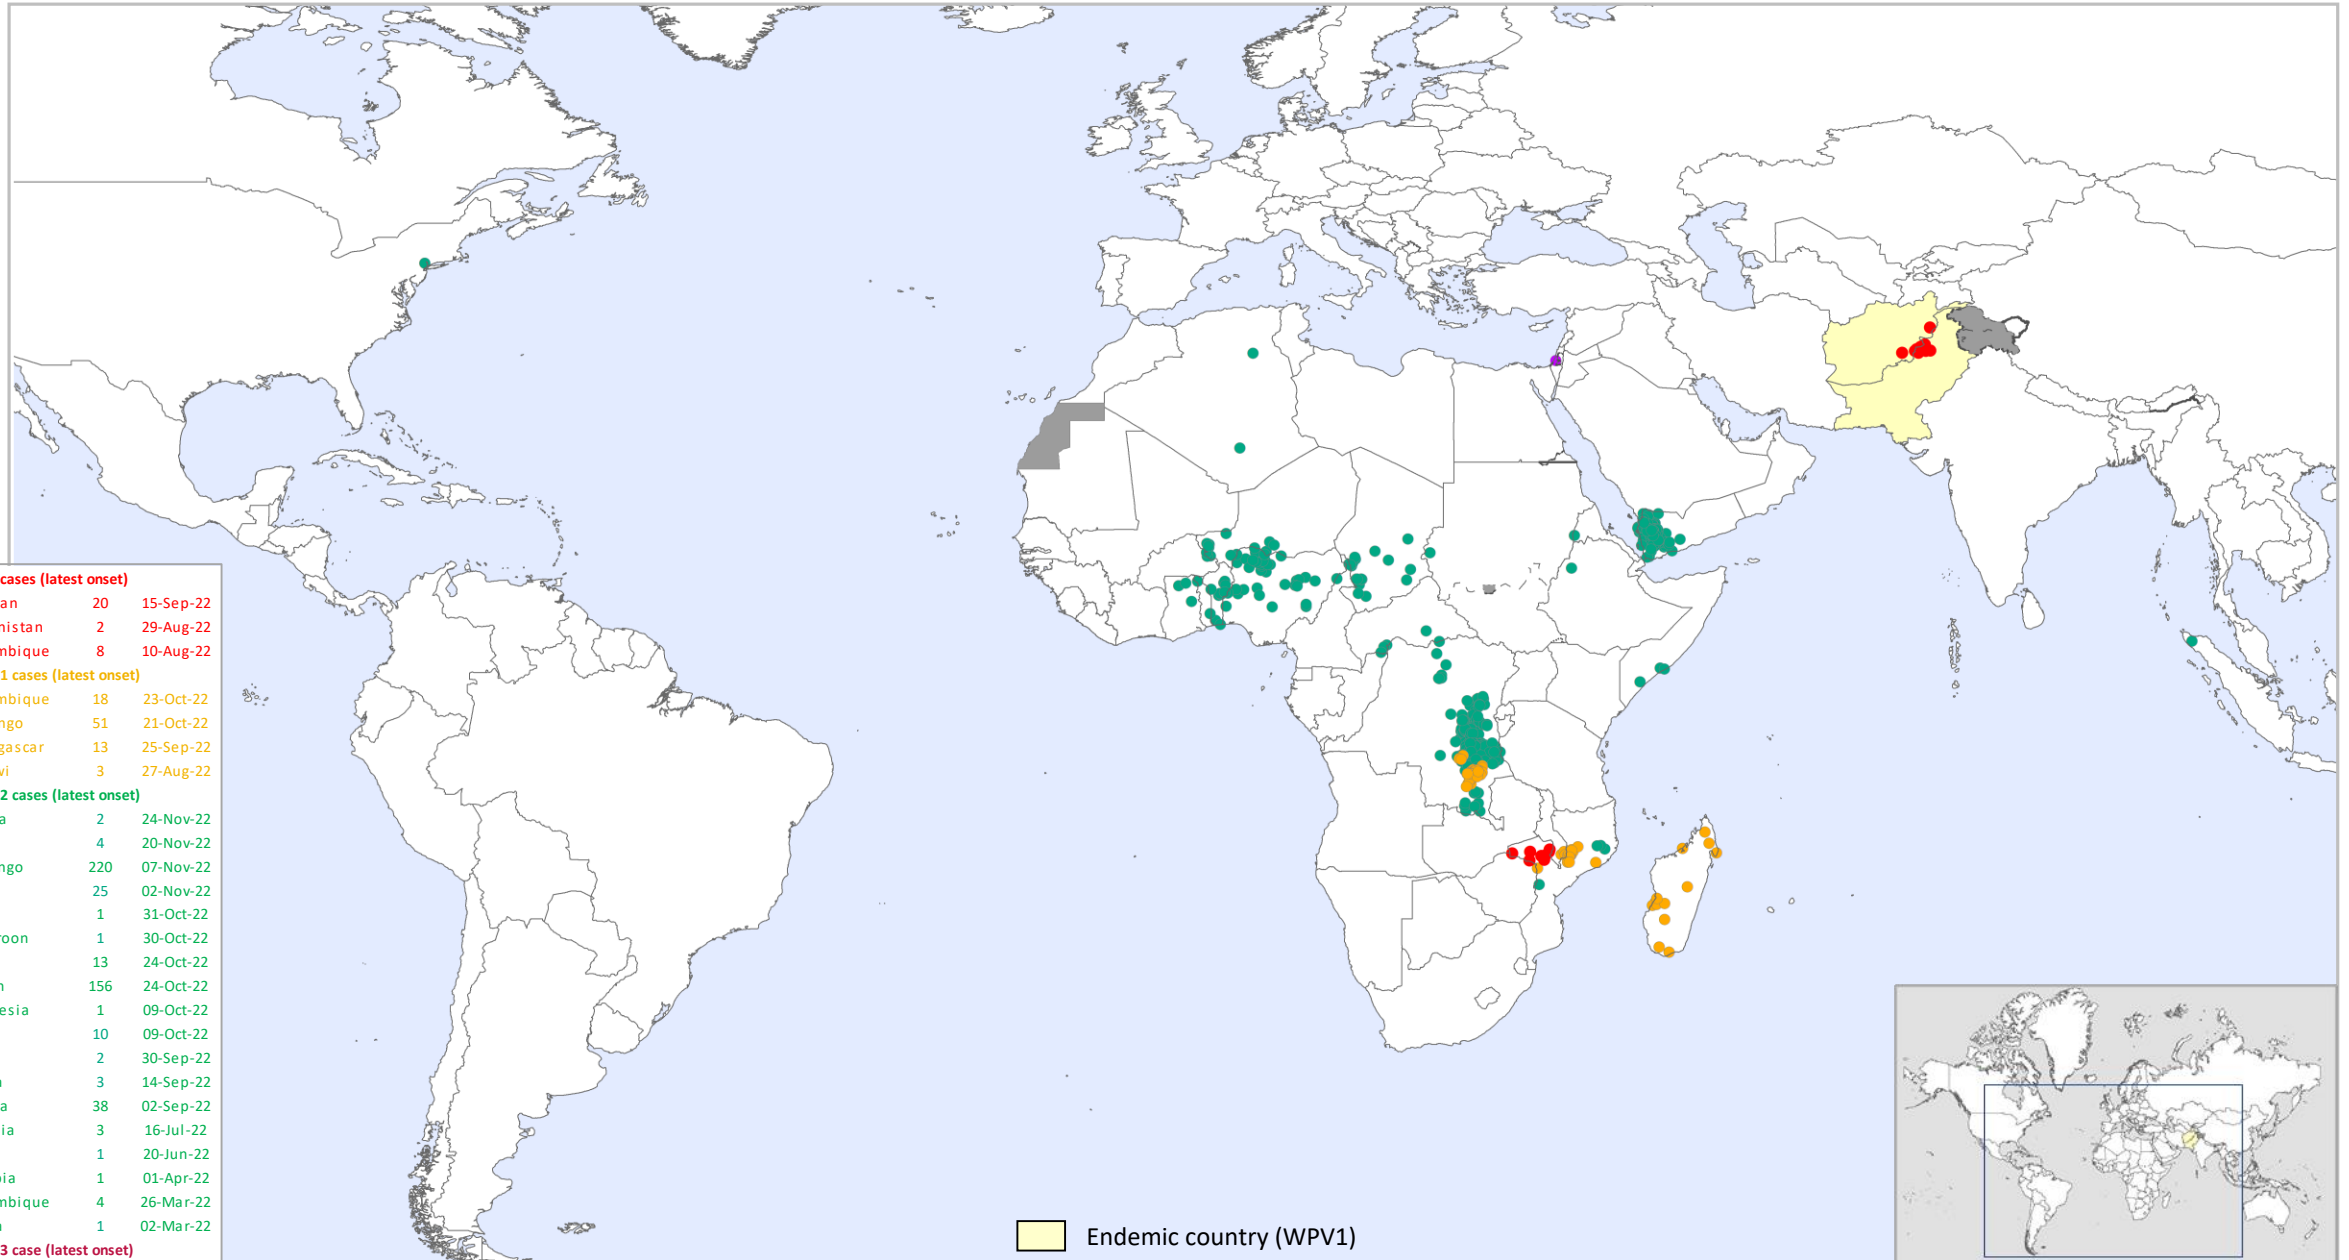 cases (latest onset)
an 20 15-Sep-22
nistan 2 29-Aug-22
mbique 8 10-Aug-22
1 cases (latest onset)
mbique 18 23-Oct-22
ngo 51 21-Oct-22
gascar 13 25-Sep-22
vi 3 27-Aug-22
2 cases (latest onset)
a 2 24-Nov-22
4 20-Nov-22
ngo 220 07-Nov-22
25 02-Nov-22
1 31-Oct-22
roon 1 30-Oct-22
13 24-Oct-22
n 156 24-Oct-22
esia 1 09-Oct-22
10 09-Oct-22
2 30-Sep-22
3 14-Sep-22
a 38 02-Sep-22
ia 3 16-Jul-22
1 20-Jun-22
ia 1 01-Apr-22
mbique 4 26-Mar-22
1 02-Mar-22
3 case (latest onset)
Endemic country (WPV1)